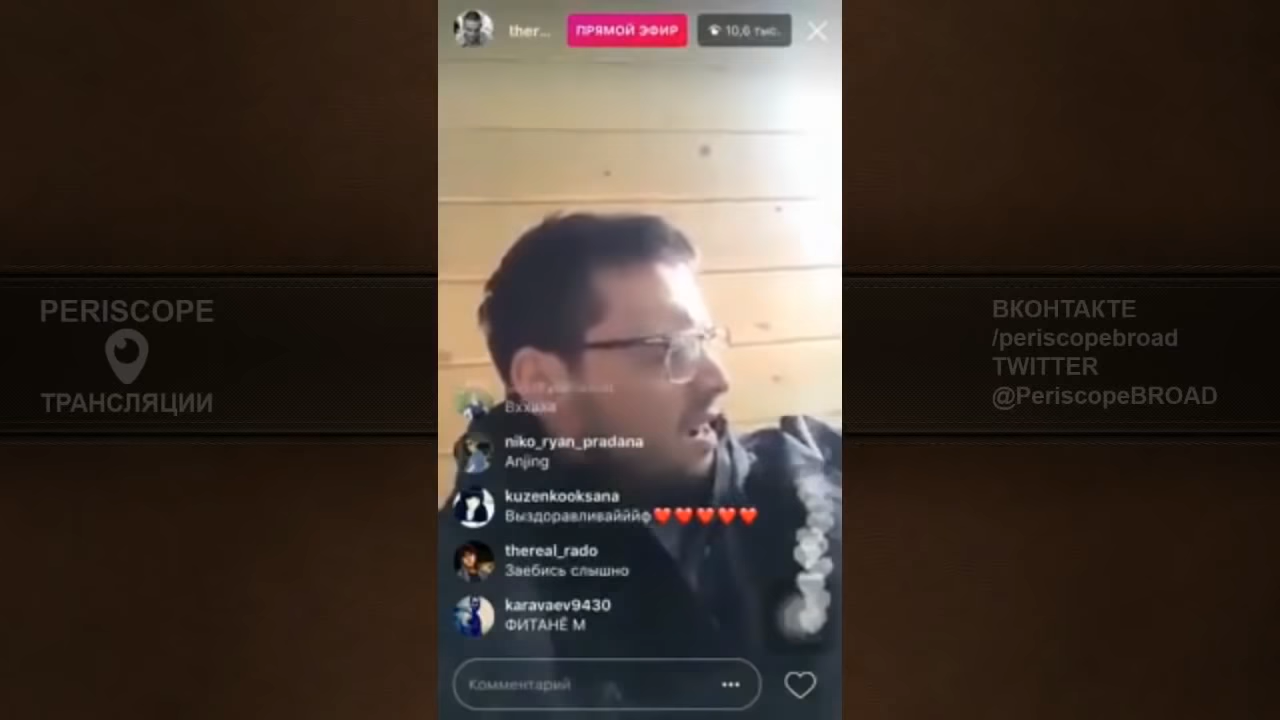 ther...
ПРЯМОЙ ЭФИР
10,6 тыс.
PERISCOPE
ТРАНСЛЯЦИИ
ВКОНТАКТЕ
/periscopebroad
TWITTER
@PeriscopeBROAD
Вхxааа
niko_ryan_pradana
Anjing
kuzenkooksana
Выздоравливайййф❤️❤️❤️❤️❤️
thereal_rado
Заебись слышно
karavaev9430
ФИТАНЁ М
Комментарий